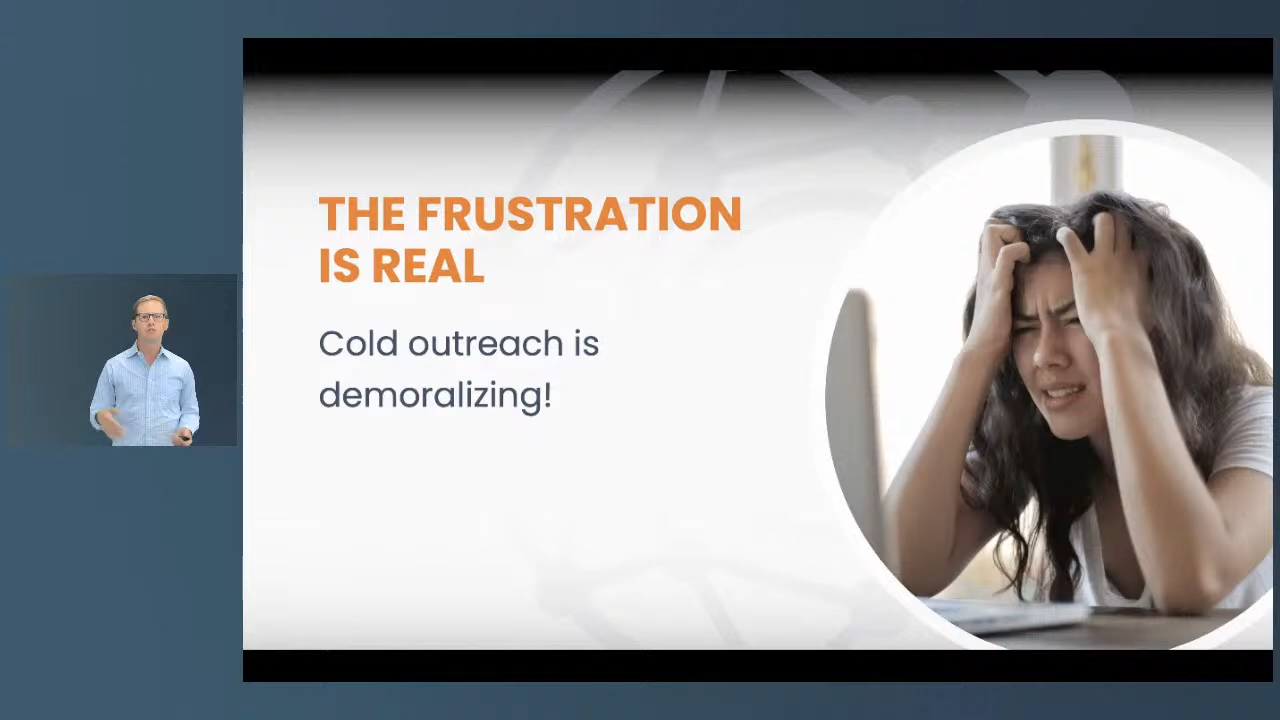 THE FRUSTRATION
IS REAL
Cold outreach is
demoralizing!